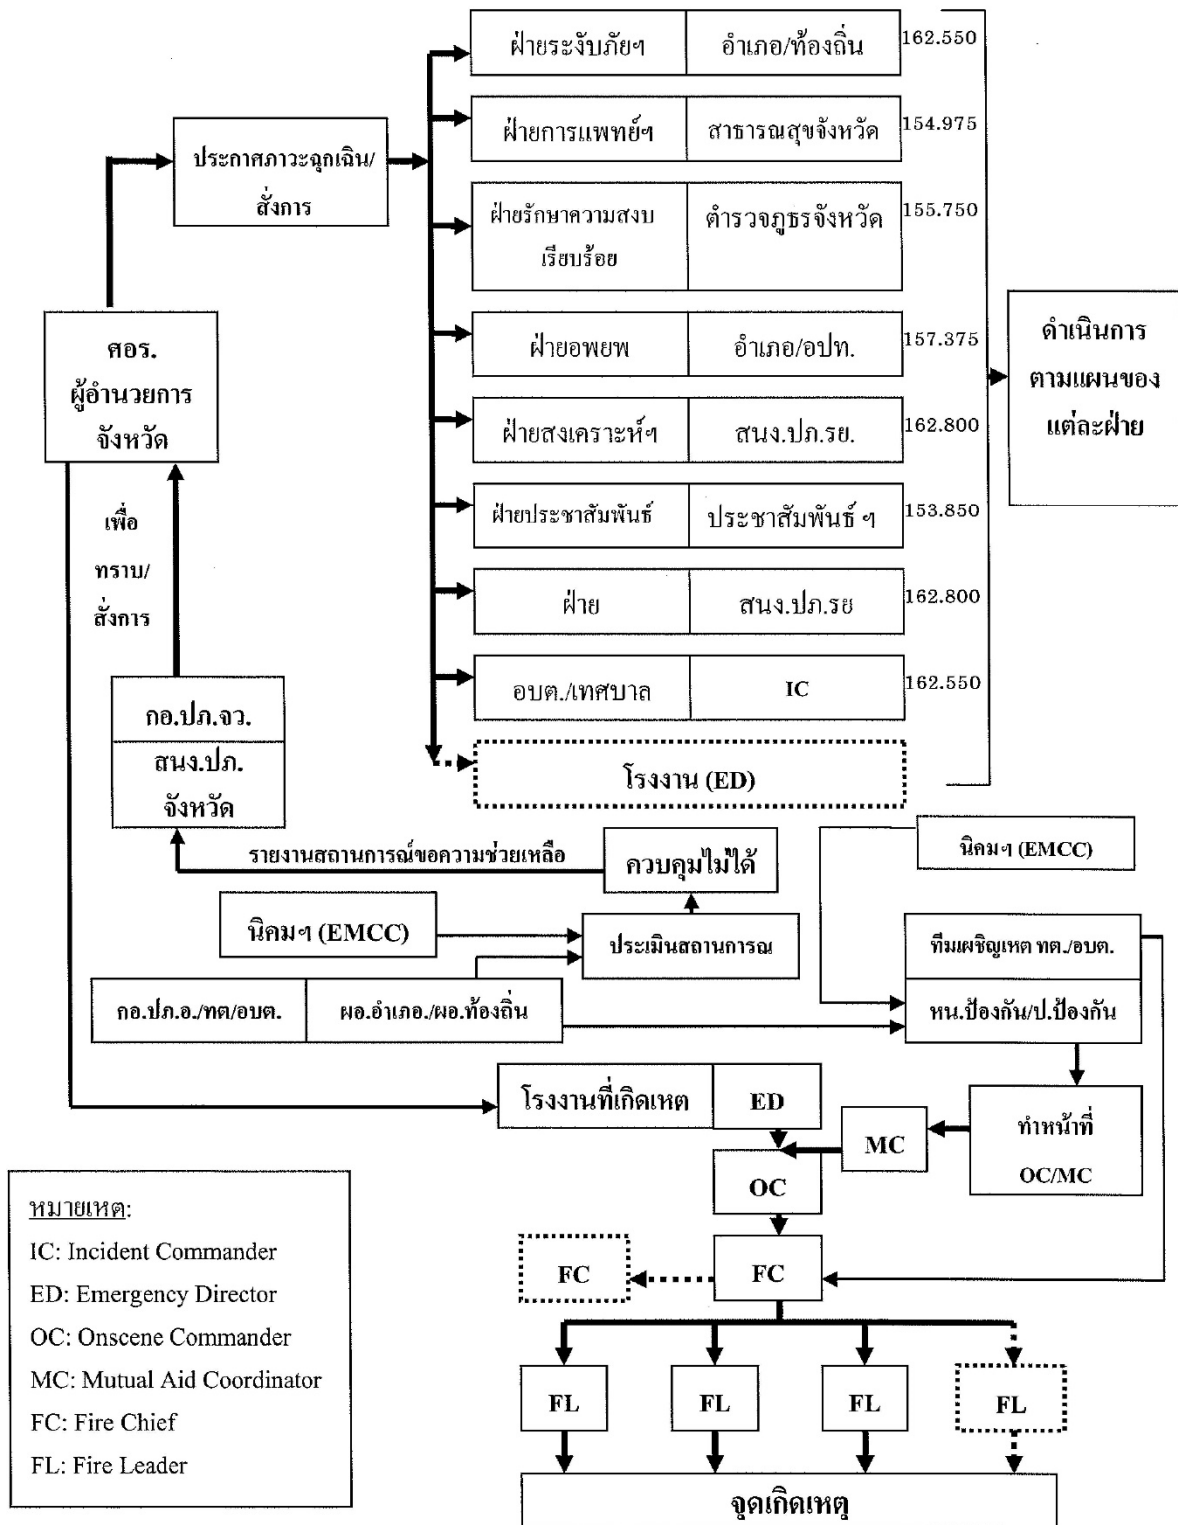 ฝ่ายระงับภัยฯ อำเภอ/ท้องถิ่น 162.550
ฝ่ายการแพทย์ฯ สาธารณสุขจังหวัด 154.975
ประกาศภาวะฉุกเฉิน/
สั่งการ
ฝ่ายรักษาความสงบ
เรียบร้อย
ตำรวจภูธรจังหวัด 155.750
ศอร.
ผู้อำนวยการ
จังหวัด
ฝ่ายอพยพ อำเภอ/อปท. 157.375
ดำเนินการ
ตามแผนของ
แต่ละฝ่าย
ฝ่ายสงเคราะห์ฯ สนง.ปภ.รย. 162.800
ฝ่ายประชาสัมพันธ์ ประชาสัมพันธ์ ฯ 153.850
เพื่อ
ทราบ/
สั่งการ
ฝ่าย สนง.ปภ.รย 162.800
อบต./เทศบาล IC 162.550
กอ.ปภ.จว.
สนง.ปภ.
จังหวัด
โรงงาน (ED)
รายงานสถานการณ์ขอความช่วยเหลือ
ควบคุมไม่ได้
นิคมฯ (EMCC)
นิคมฯ (EMCC)
ประเมินสถานการณ
ทีมเผชิญเหต ทต./อบต.
กอ.ปภ.อ./ทต/อบต. ผอ.อำเภอ./ผอ.ท้องถิ่น
หน.ป้องกัน/ป.ป้องกัน
โรงงานที่เกิดเหต ED
MC
ทำหน้าที่
OC/MC
OC
FC
FC
FL
FL
FL
FL
จุดเกิดเหตุ
หมายเหต:
IC: Incident Commander
ED: Emergency Director
OC: Onscene Commander
MC: Mutual Aid Coordinator
FC: Fire Chief
FL: Fire Leader